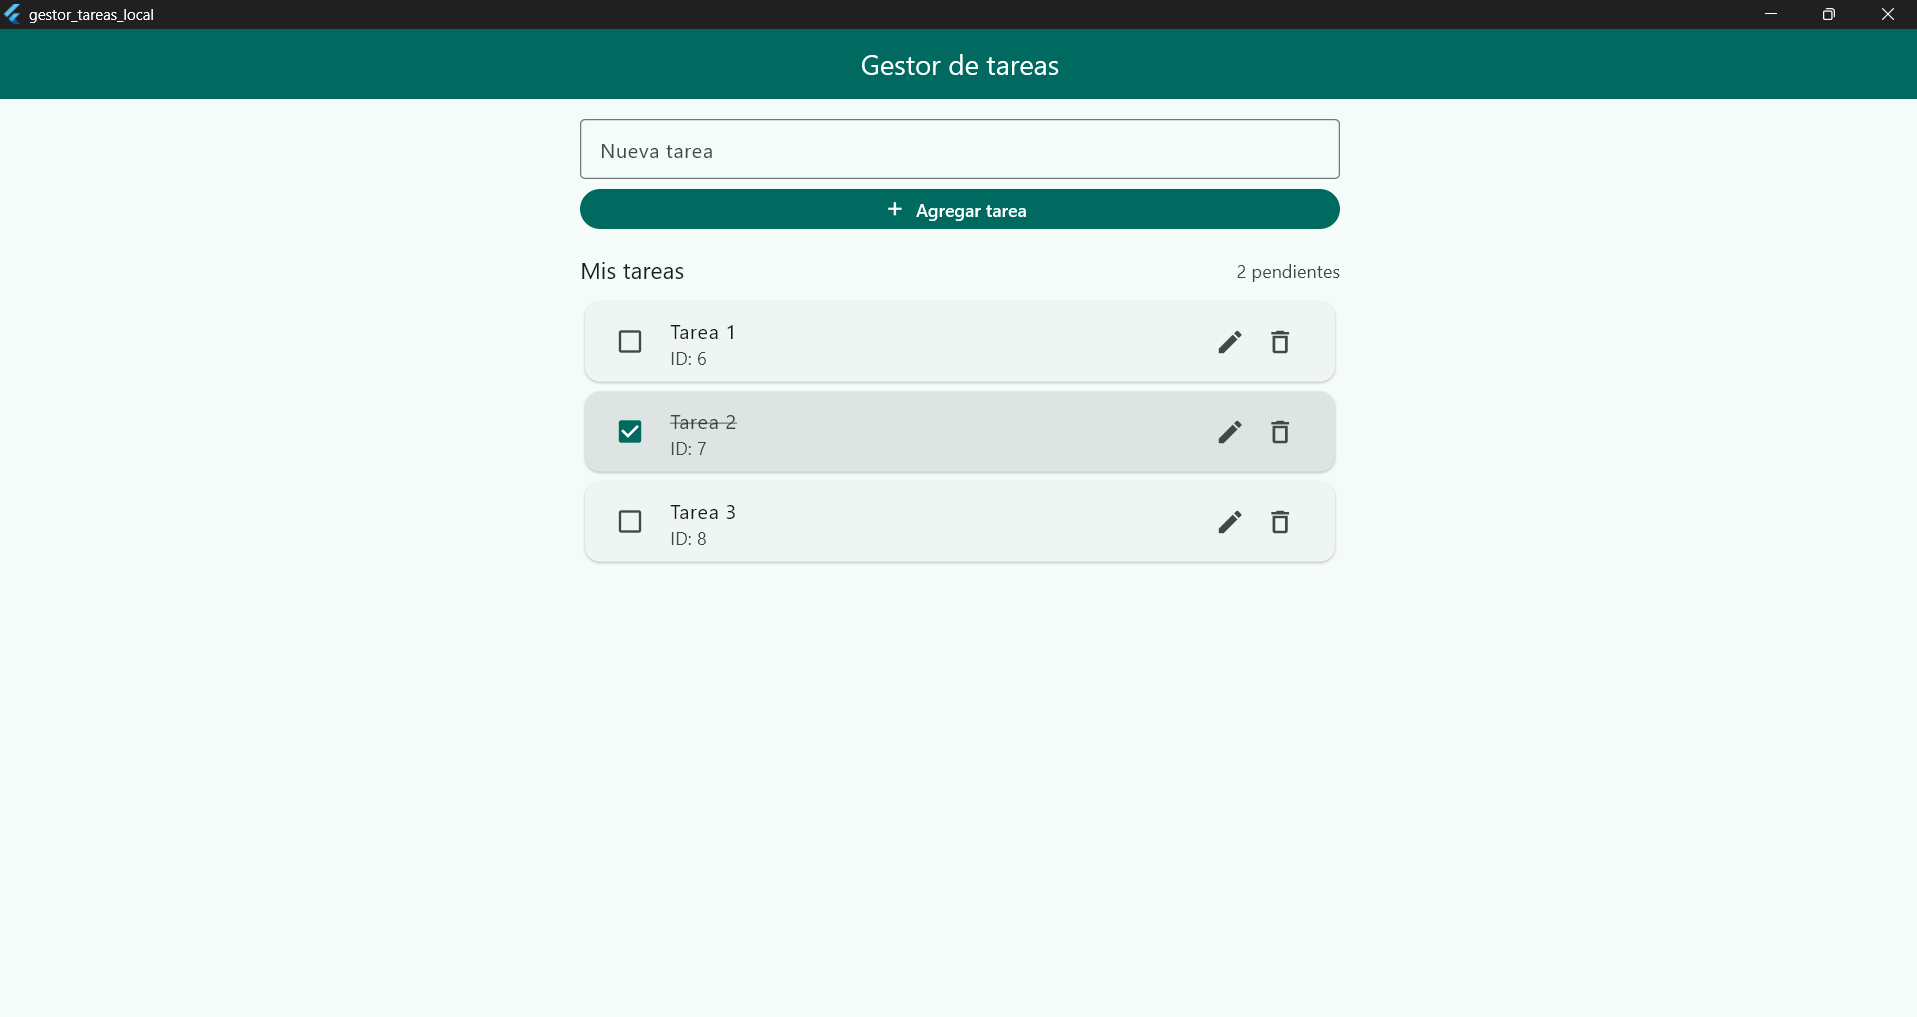 gestor_tareas_local
Gestor de tareas
Nueva tarea
Agregar tarea
Mis tareas
2 pendientes
Tarea 1
ID: 6
Tarea 2
ID: 7
Tarea 3
ID: 8